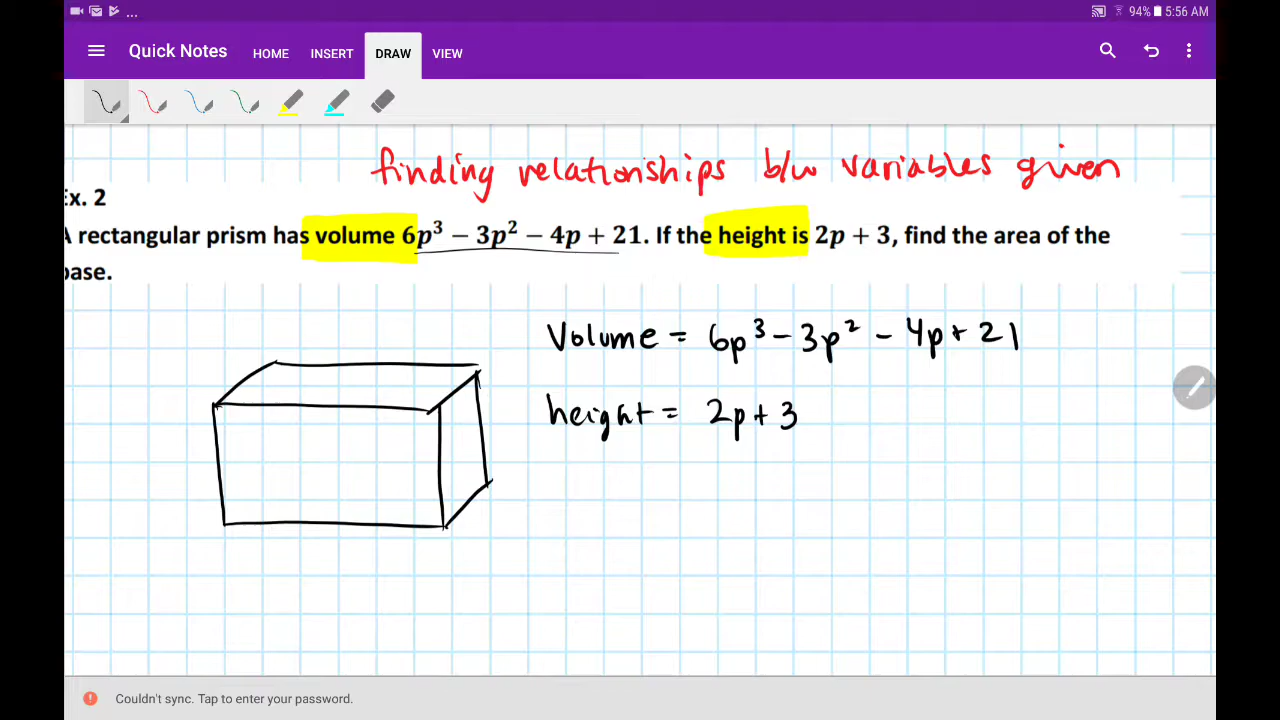 ... 94% 5:56 AM
Quick Notes HOME INSERT DRAW VIEW
finding relationships b/w variables given
Ex. 2
A rectangular prism has volume 6p³ − 3p² − 4p + 21. If the height is 2p + 3, find the area of the
base.
Volume = 6p³ − 3p² − 4p + 21
height = 2p + 3
Couldn't sync. Tap to enter your password.